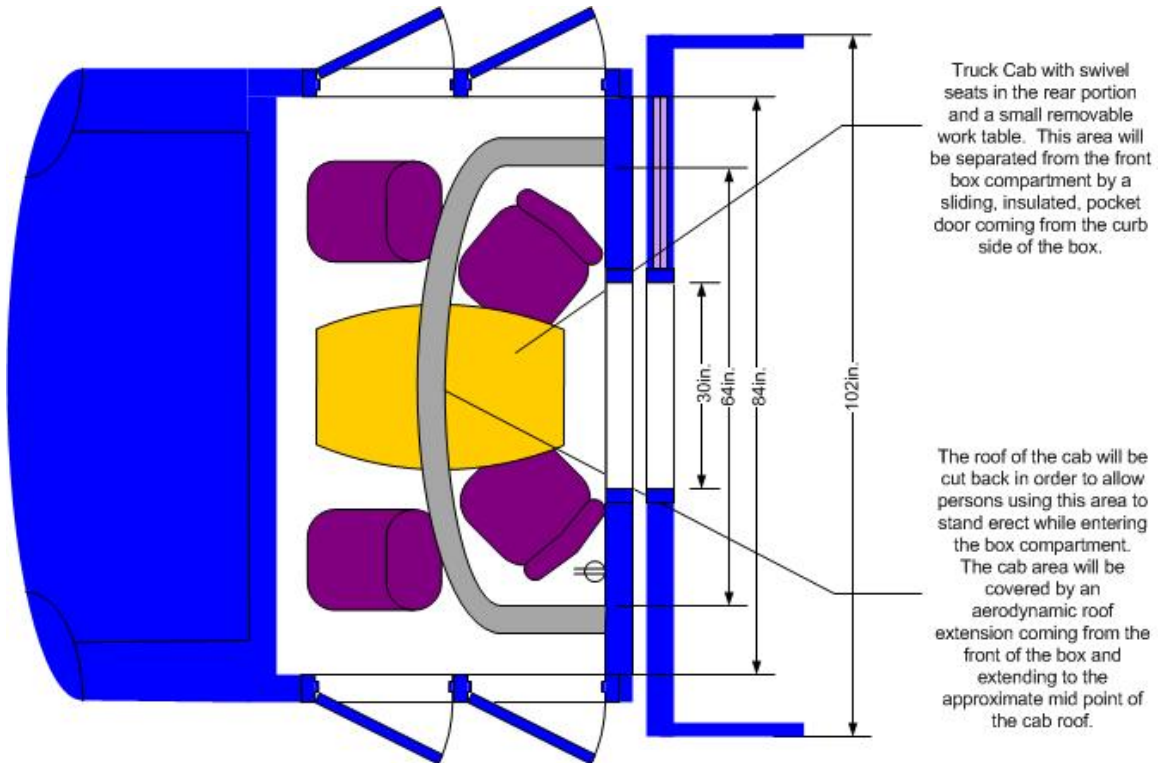 Truck Cab with swivel
seats in the rear portion
and a small removable
work table. This area will
be separated from the front
box compartment by a
sliding, insulated, pocket
door coming from the curb
side of the box.
30in.
64in.
84in.
102in.
The roof of the cab will be
cut back in order to allow
persons using this area to
stand erect while entering
the box compartment.
The cab area will be
covered by an
aerodynamic roof
extension coming from the
front of the box and
extending to the
approximate mid point of
the cab roof.